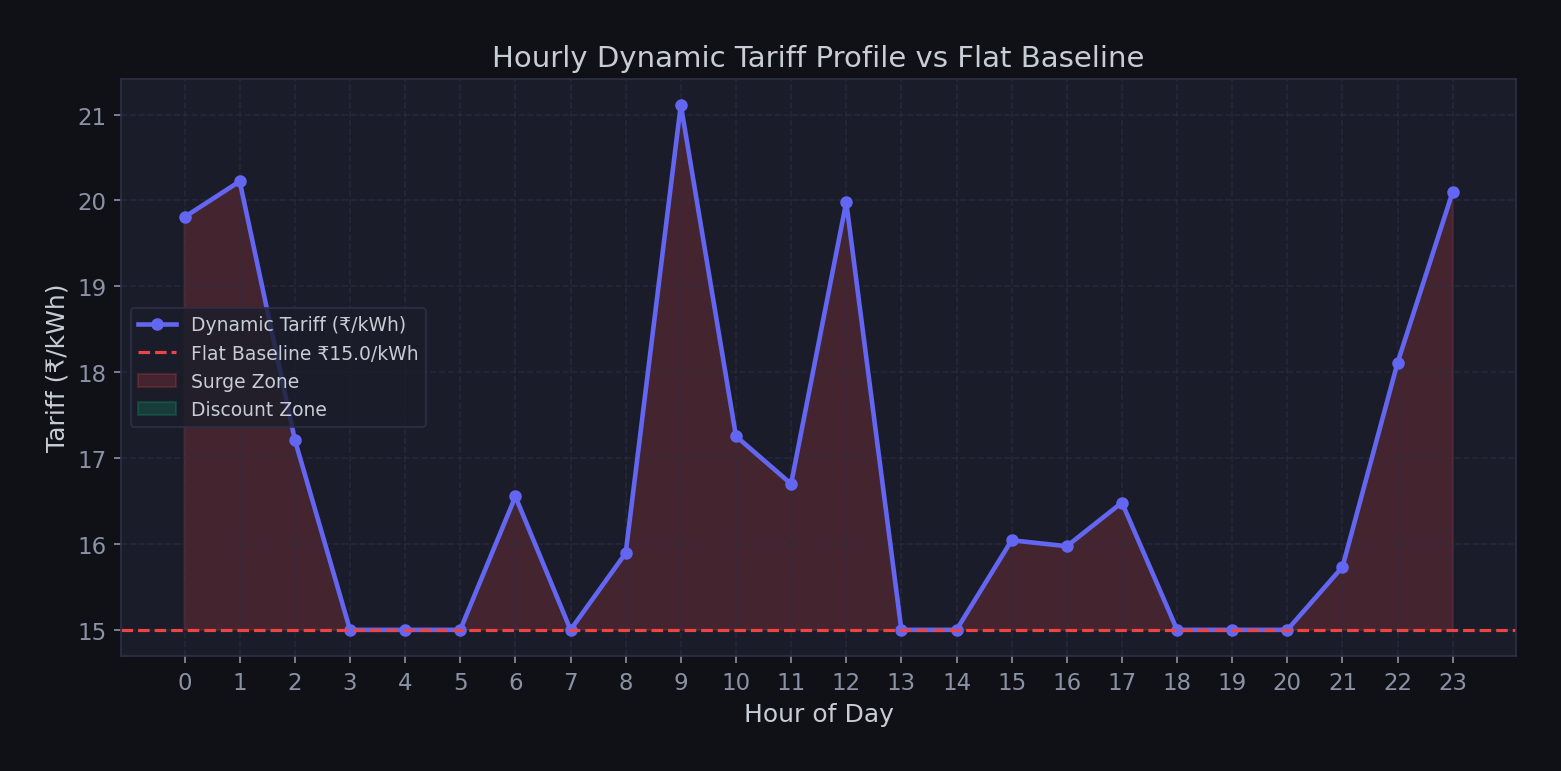 Hourly Dynamic Tariff Profile vs Flat Baseline
Tariff (₹/kWh)
21
20
19
18
17
16
15
Dynamic Tariff (₹/kWh)
Flat Baseline ₹15.0/kWh
Surge Zone
Discount Zone
0 1 2 3 4 5 6 7 8 9 10 11 12 13 14 15 16 17 18 19 20 21 22 23
Hour of Day